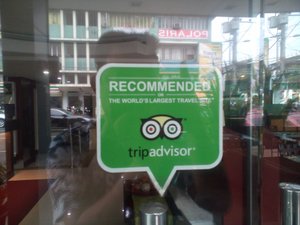 POLARIS
RECOMMENDED
ON
THE WORLD'S LARGEST TRAVEL SITE*
tripadvisor®